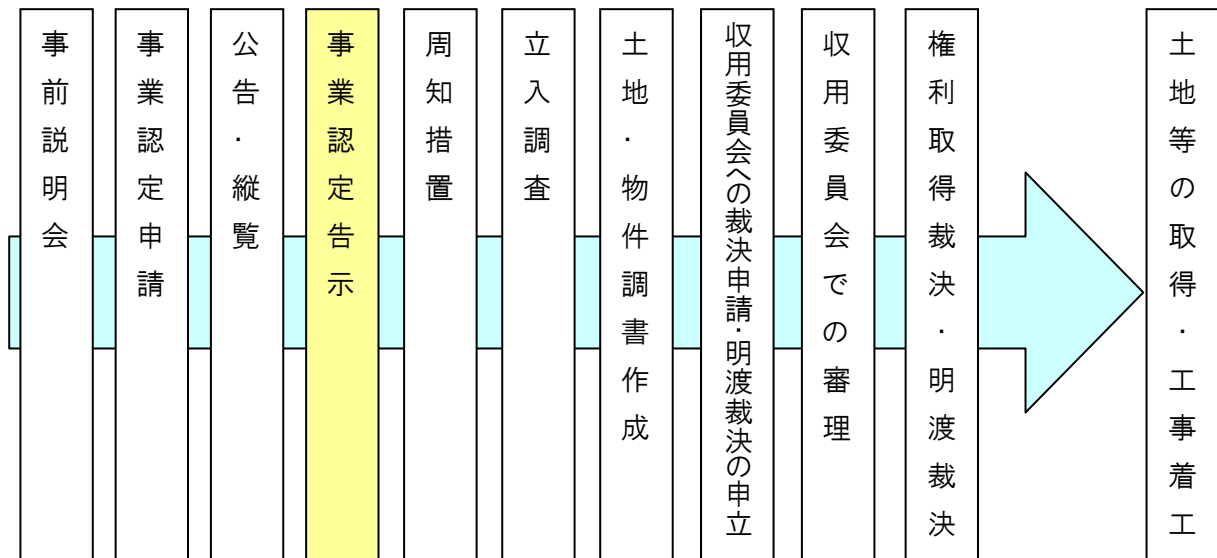 事前説明会
事業認定申請
公告・縦覧
事業認定告示
周知措置
立入調査
土地・物件調書作成
収用委員会への裁決申請・明渡裁決の申立
収用委員会での審理
権利取得裁決・明渡裁決
土地等の取得・工事着工